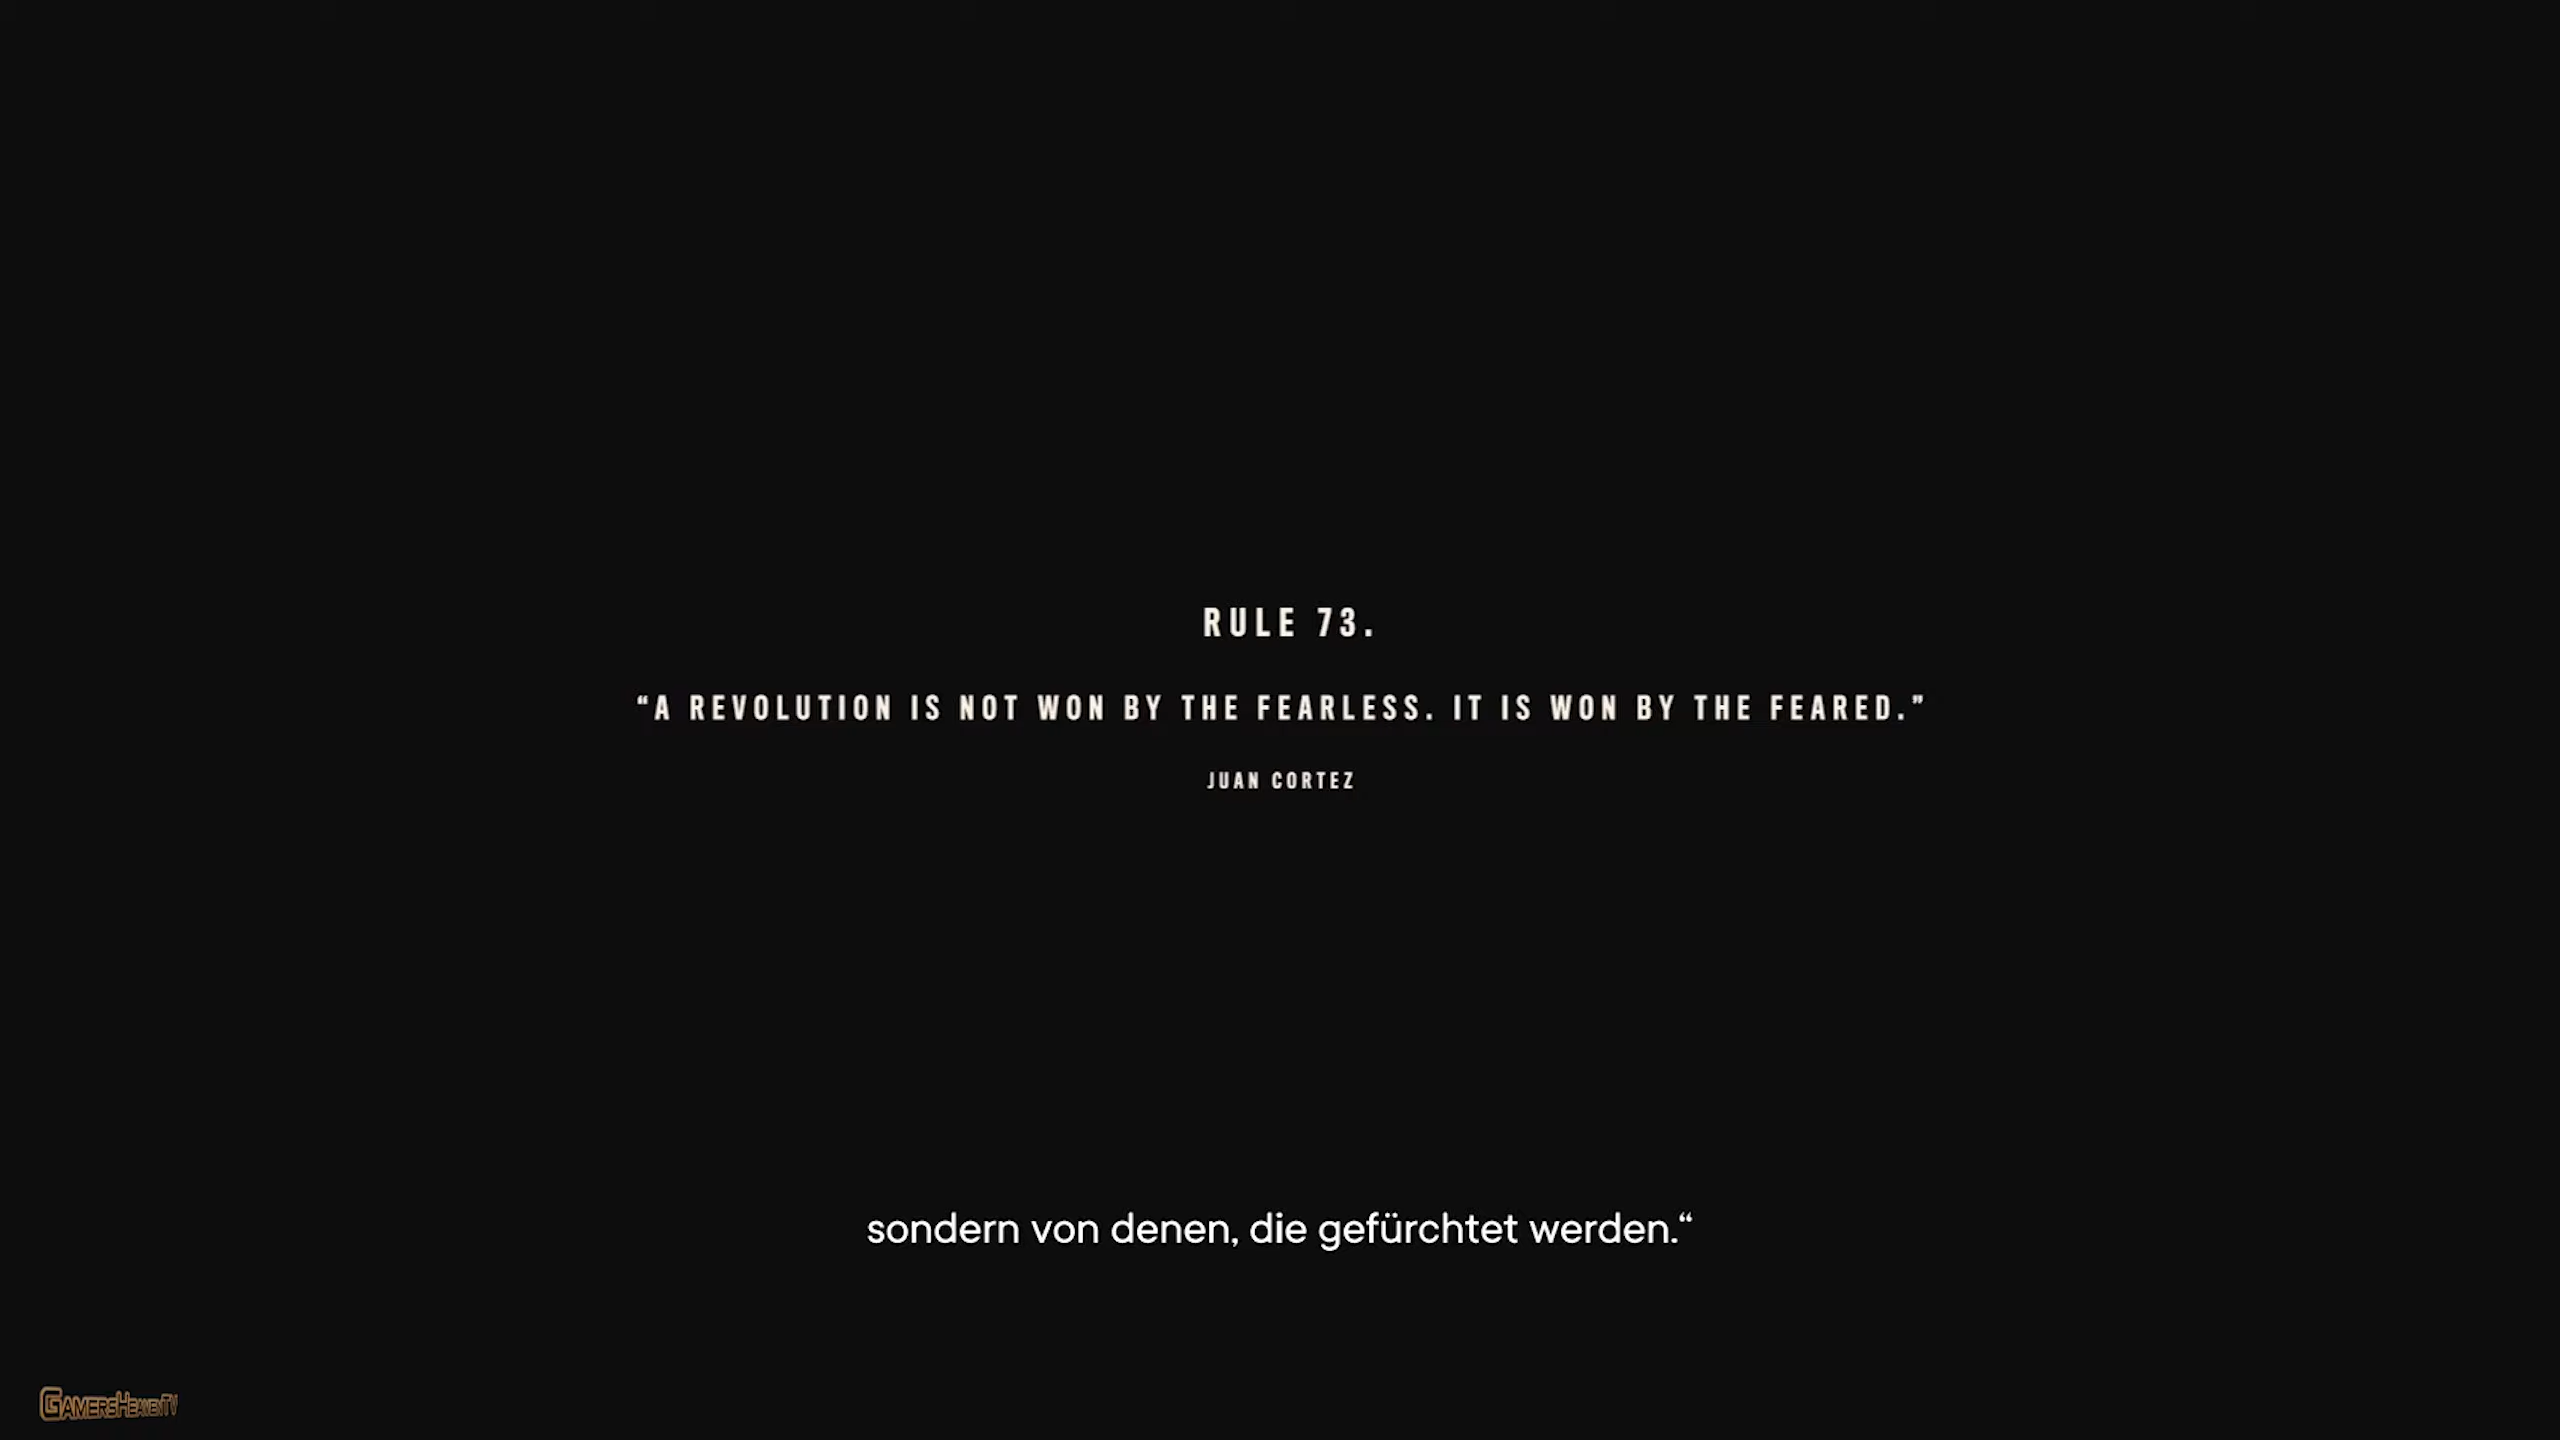 RULE 73.
“A REVOLUTION IS NOT WON BY THE FEARLESS. IT IS WON BY THE FEARED.”
JUAN CORTEZ
sondern von denen, die gefürchtet werden.“
GAMERSHEAVENTV